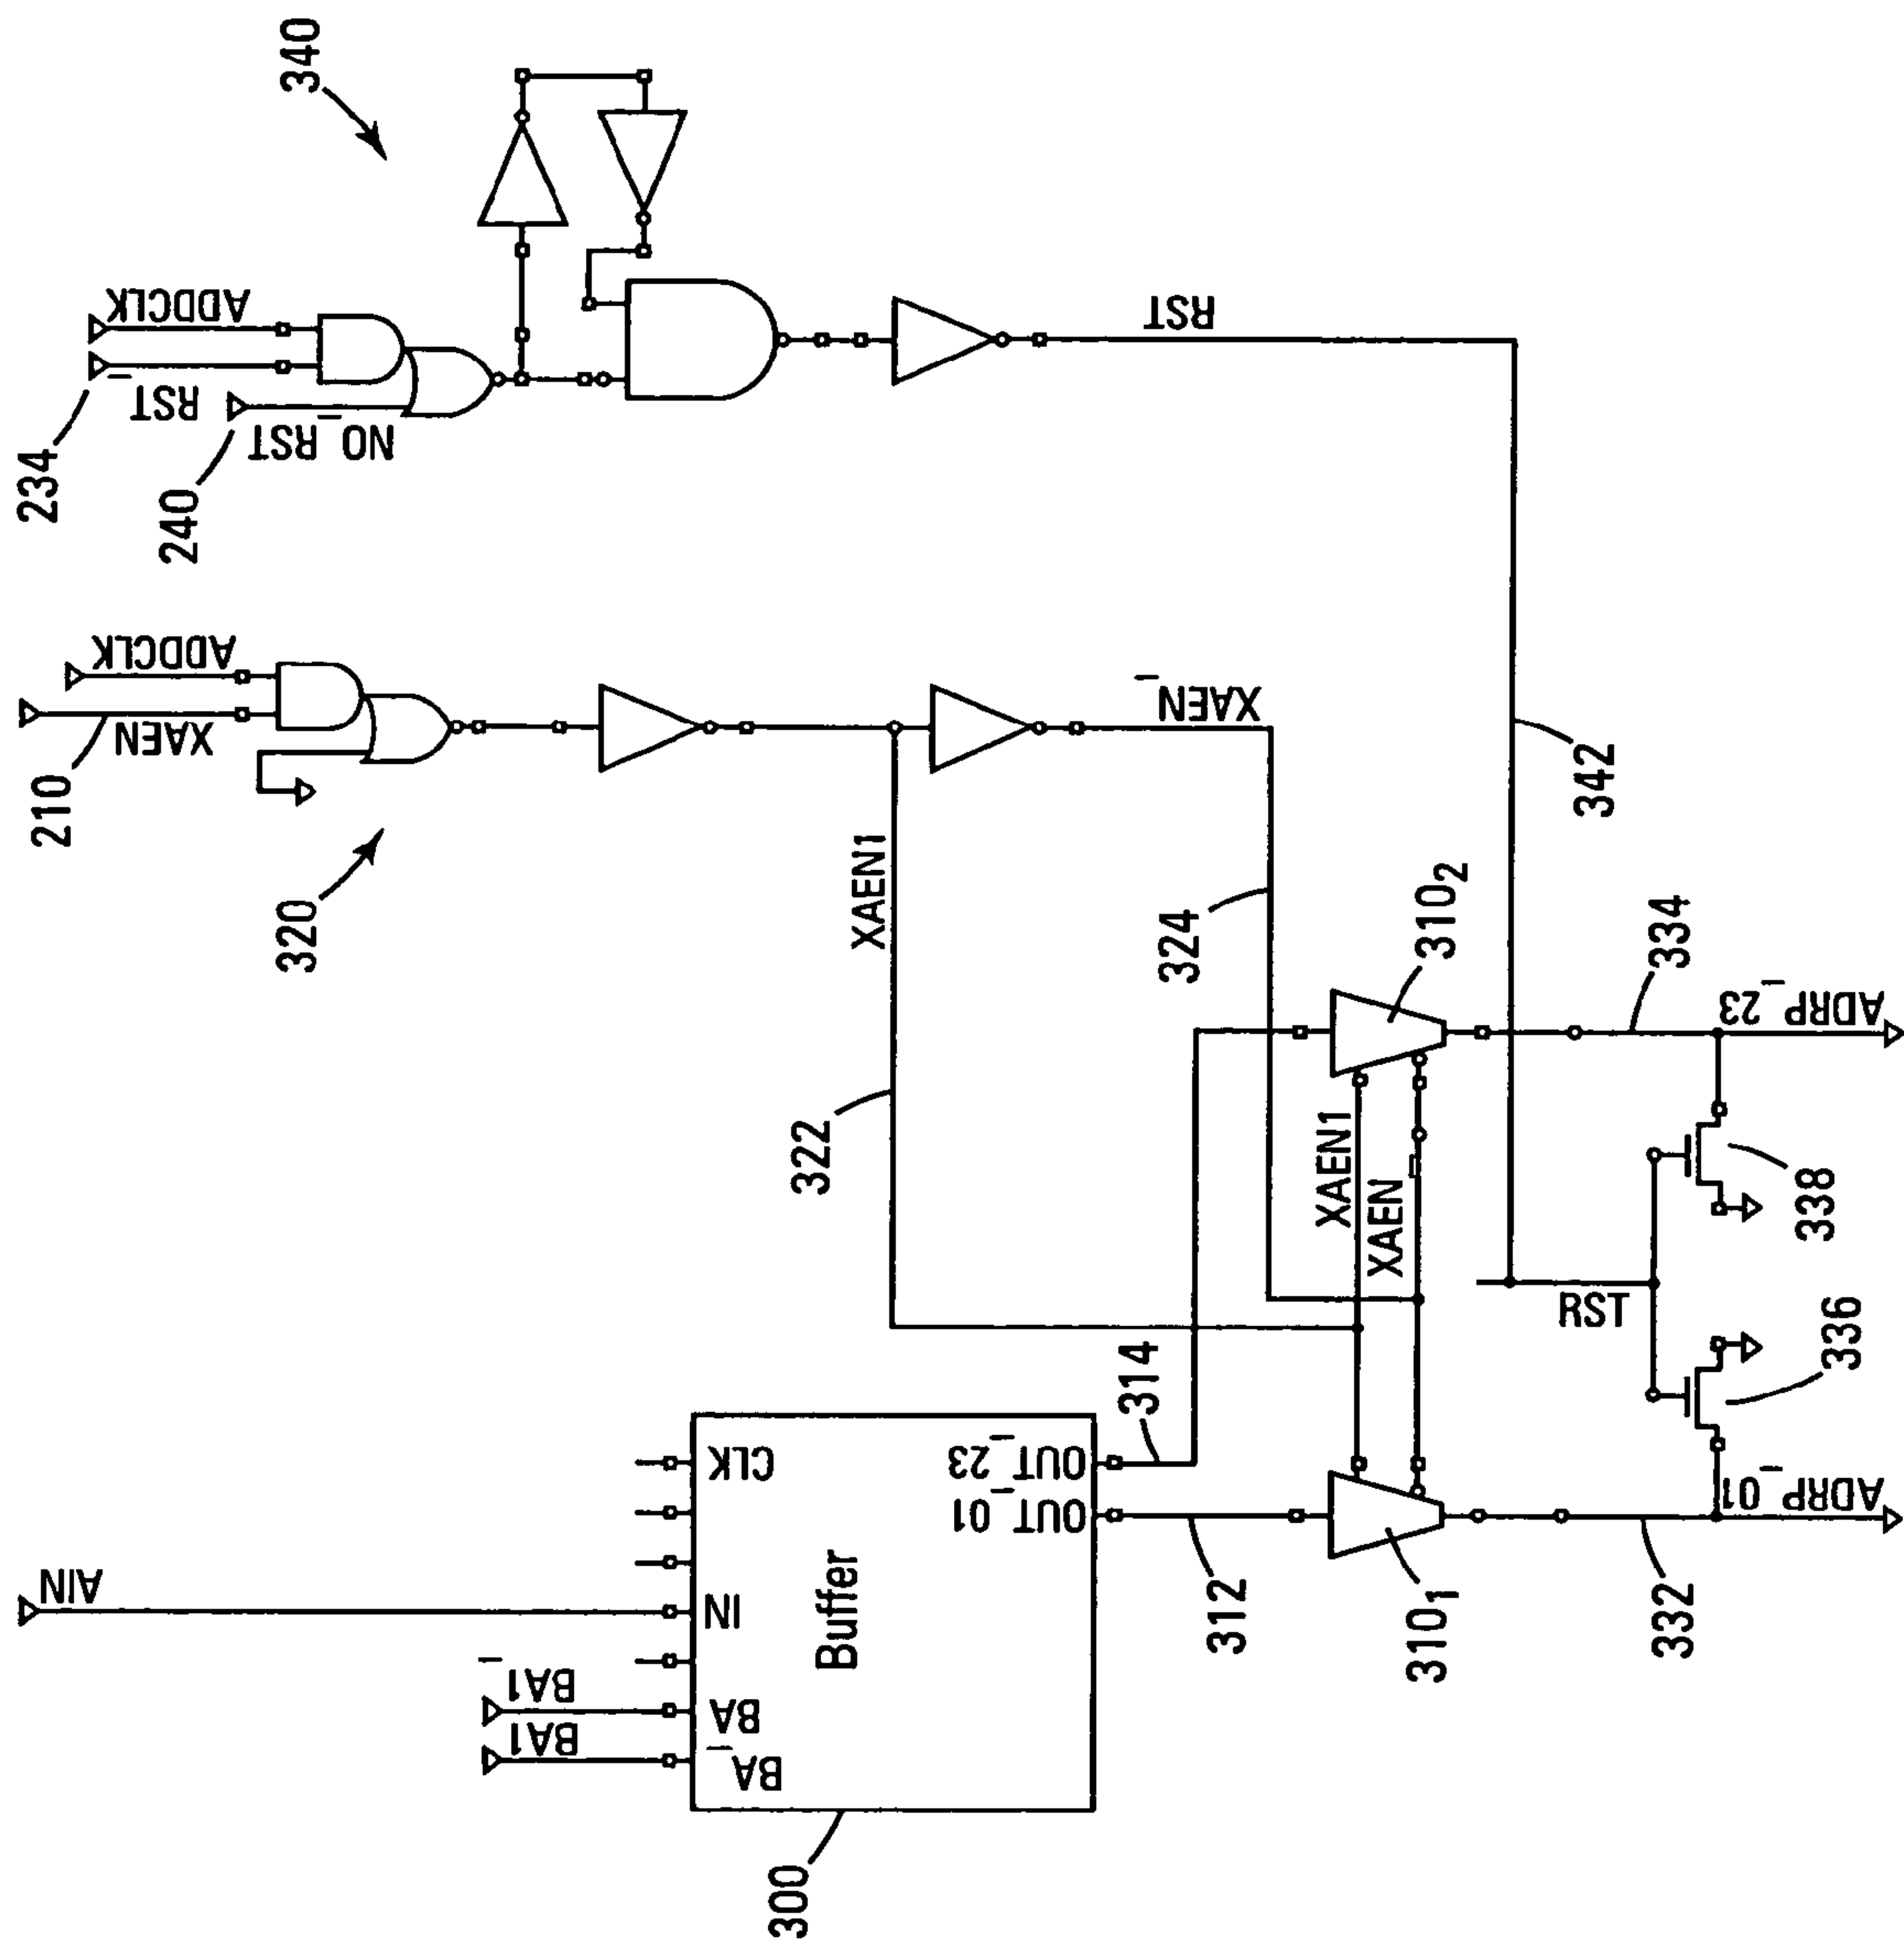 340
234
ADDCLK
RST_
240
NO_RST
210
ADDCLK
XAEN
320
XAEN1
XAEN_
322
324
342
AIN
BA1_
BA1
CLK
IN
BA
BA_
Buffer
OUT_23
OUT_01
300
314
312
XAEN1
XAEN_
310₂
310₁
334
RST
338
336
332
ADRP_23
ADRP_01
RST